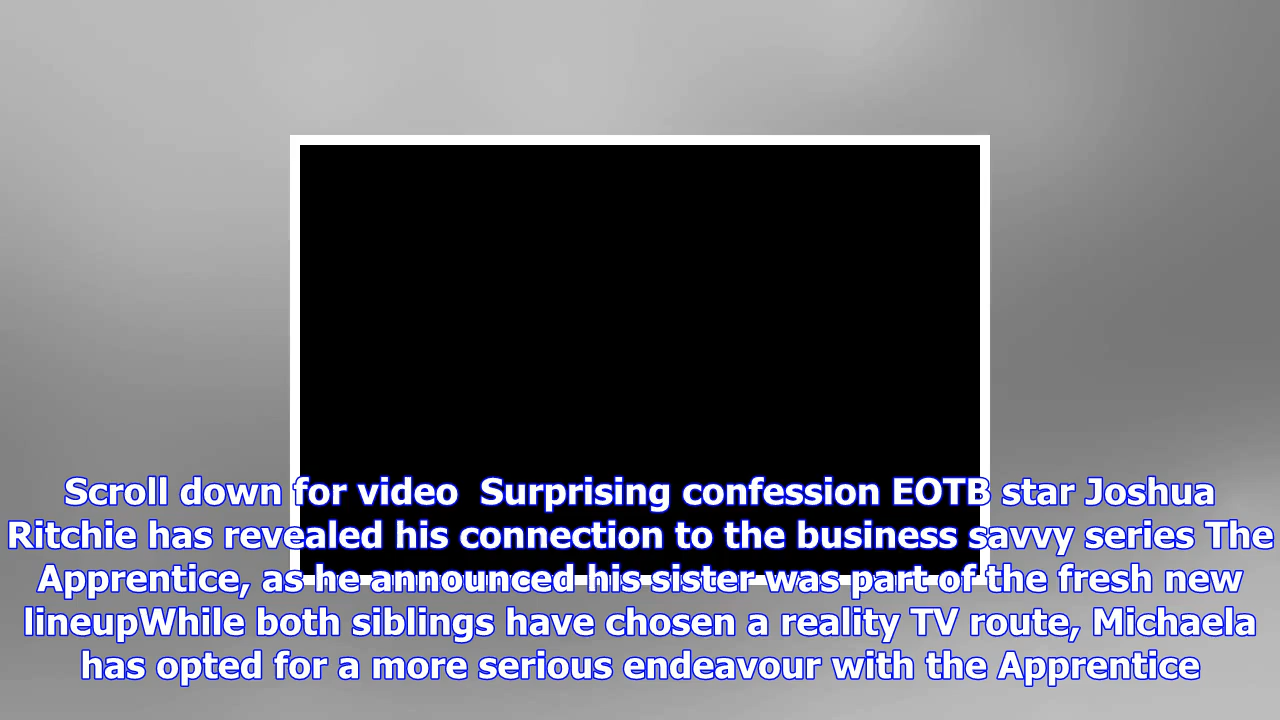 Scroll down for video  Surprising confession EOTB star Joshua
Ritchie has revealed his connection to the business savvy series The
Apprentice, as he announced his sister was part of the fresh new
lineupWhile both siblings have chosen a reality TV route, Michaela
has opted for a more serious endeavour with the Apprentice